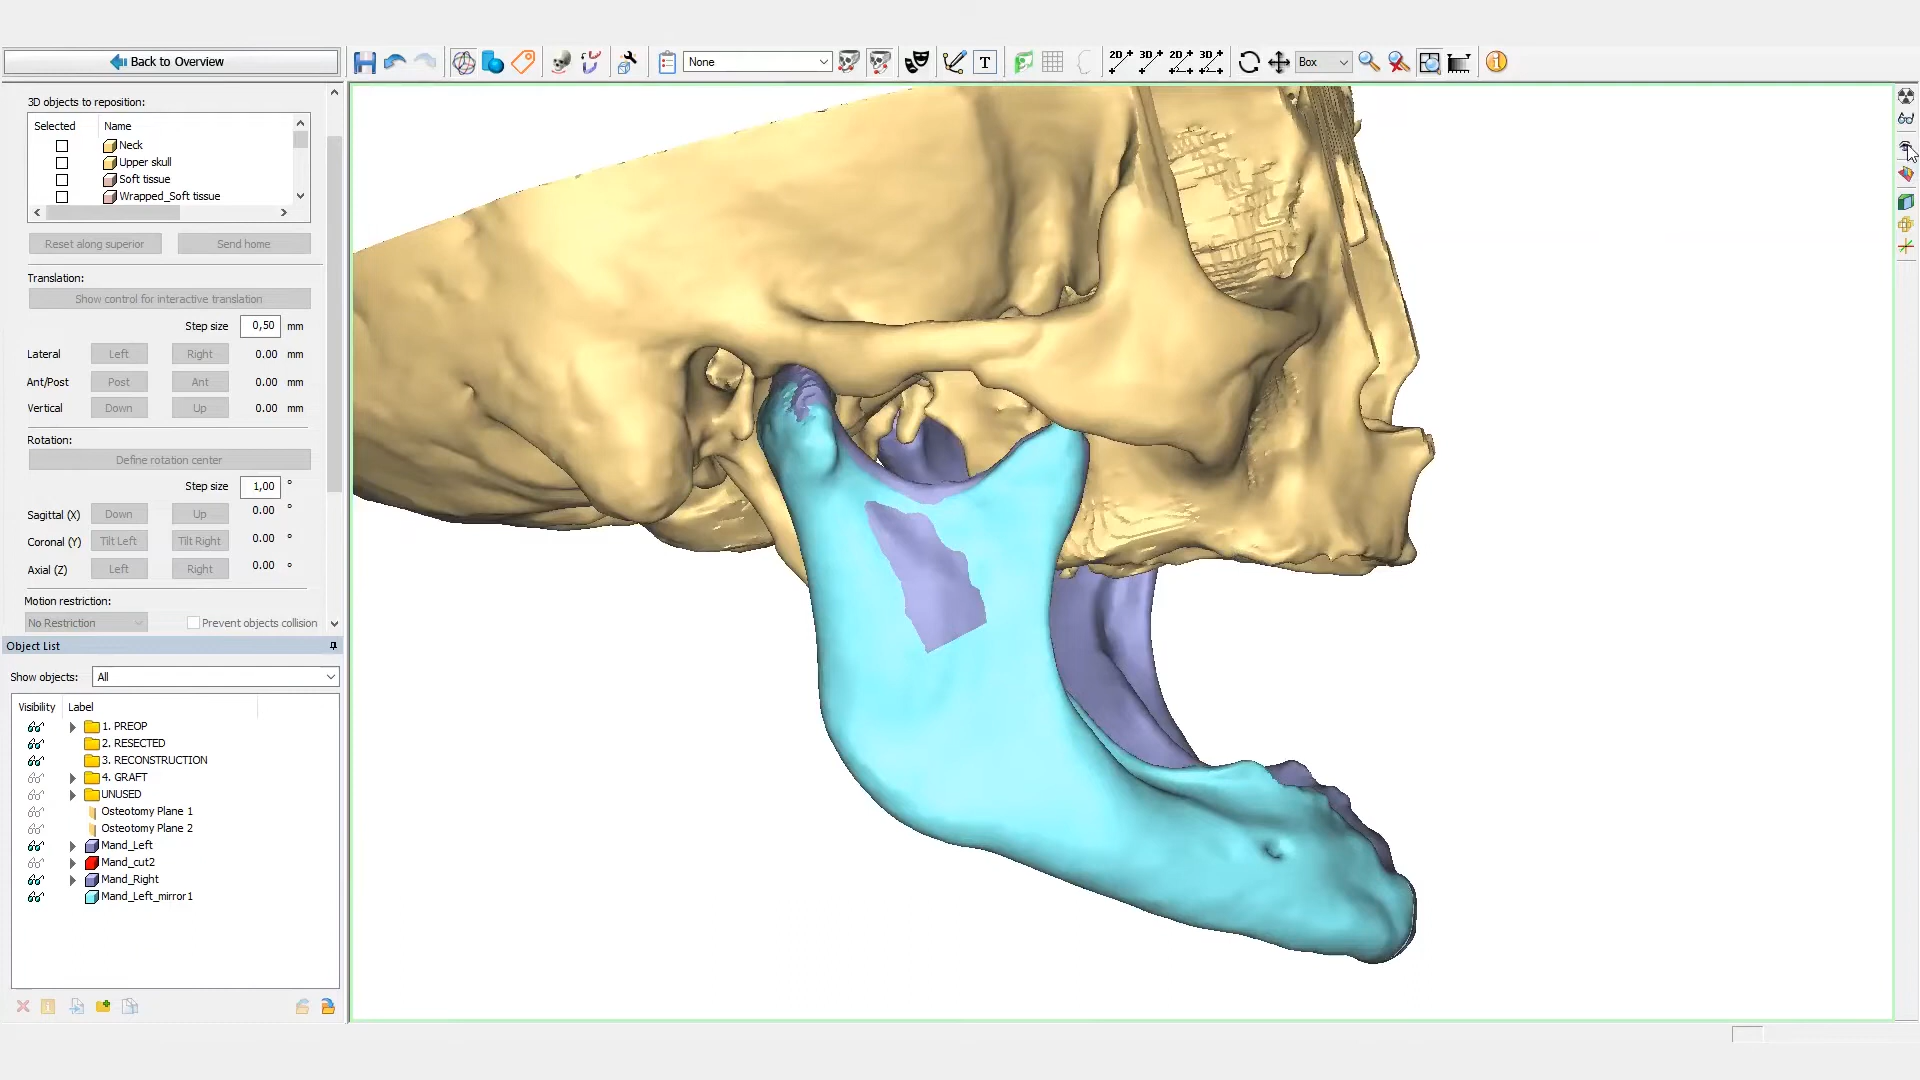 Back to Overview
None
T
2D 3D 2D 3D
Box
3D objects to reposition:
Selected Name
Neck
Upper skull
Soft tissue
Wrapped_Soft tissue
Reset along superior Send home
Translation:
Show control for interactive translation
Step size 0,50 mm
Lateral Left Right 0.00 mm
Ant/Post Post Ant 0.00 mm
Vertical Down Up 0.00 mm
Rotation:
Define rotation center
Step size 1,00 °
Sagittal (X) Down Up 0.00 °
Coronal (Y) Tilt Left Tilt Right 0.00 °
Axial (Z) Left Right 0.00 °
Motion restriction:
No Restriction Prevent objects collision
Object List
Show objects: All
Visibility Label
1. PREOP
2. RESECTED
3. RECONSTRUCTION
4. GRAFT
UNUSED
Osteotomy Plane 1
Osteotomy Plane 2
Mand_Left
Mand_cut2
Mand_Right
Mand_Left_mirror1